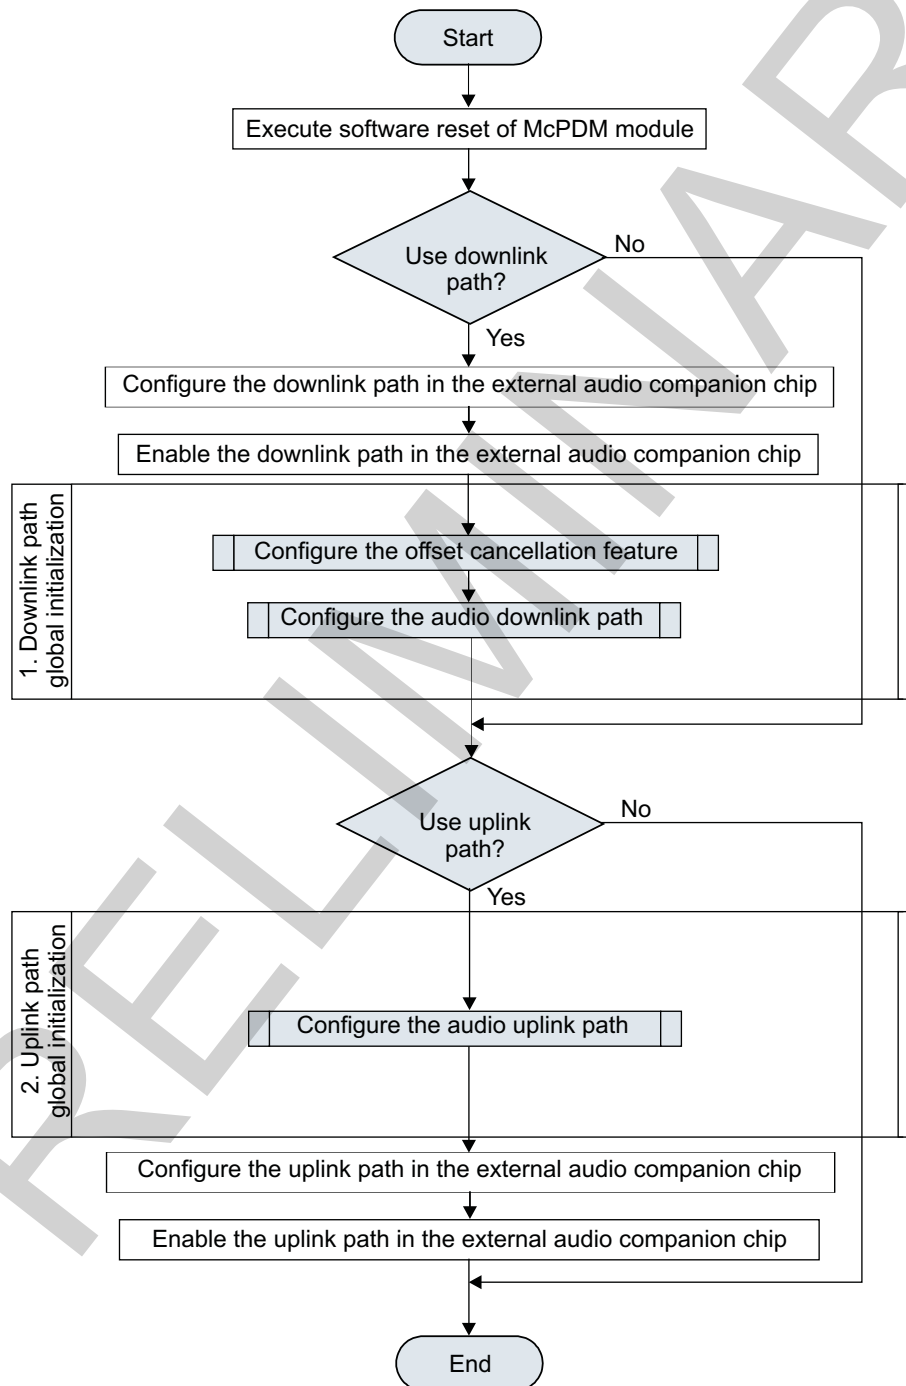 Start
Execute software reset of McPDM module
Use downlink
path?
No
Yes
Configure the downlink path in the external audio companion chip
Enable the downlink path in the external audio companion chip
1. Downlink path
global initialization
Configure the offset cancellation feature
Configure the audio downlink path
Use uplink
path?
No
Yes
2. Uplink path
global initialization
Configure the audio uplink path
Configure the uplink path in the external audio companion chip
Enable the uplink path in the external audio companion chip
End
RELIMINAR